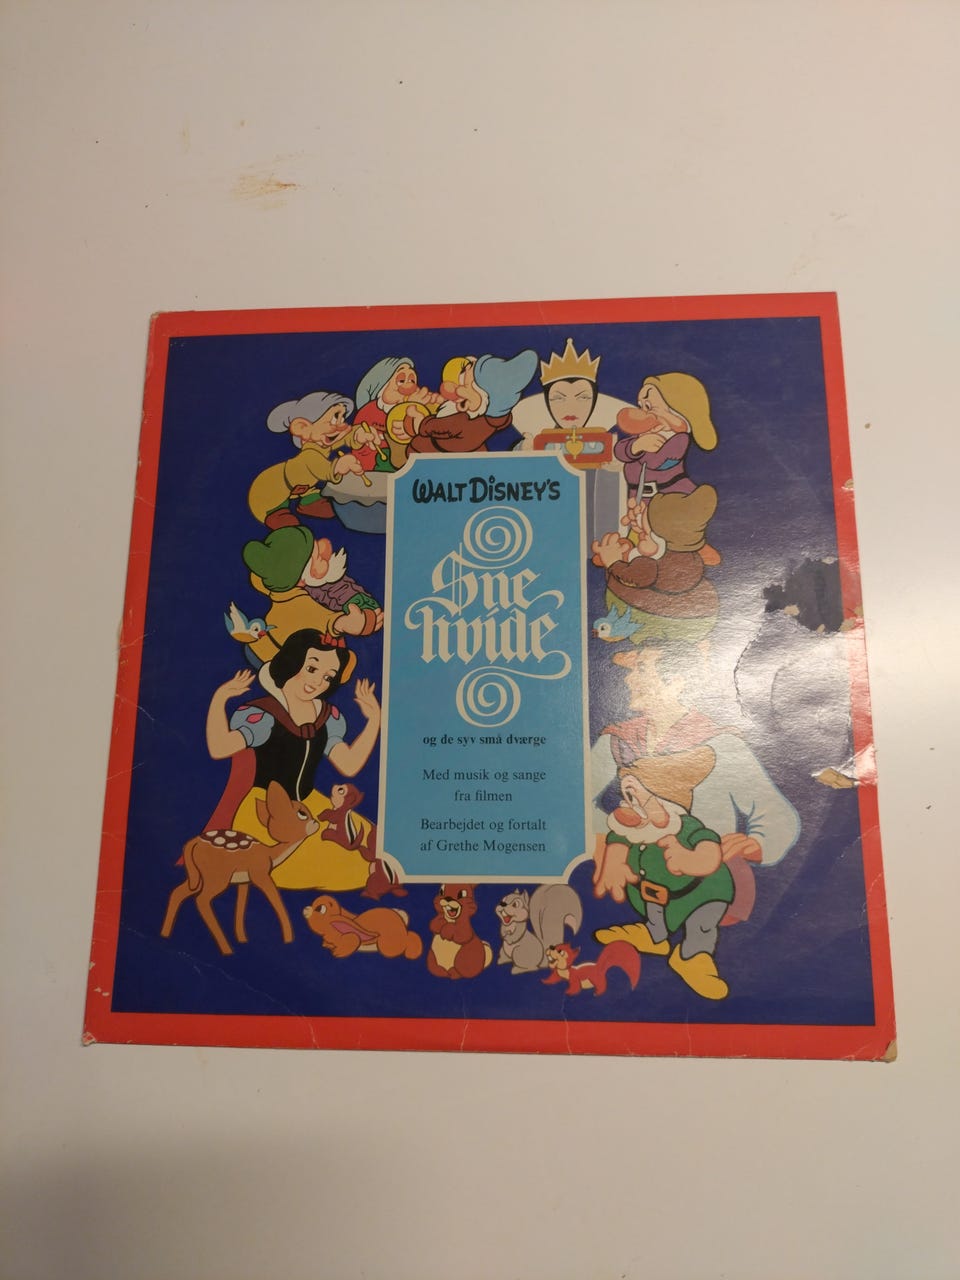 WALT DISNEY'S
Sne
hvide
og de syv små dværge
Med musik og sange
fra filmen
Bearbejdet og fortalt
af Grethe Mogensen